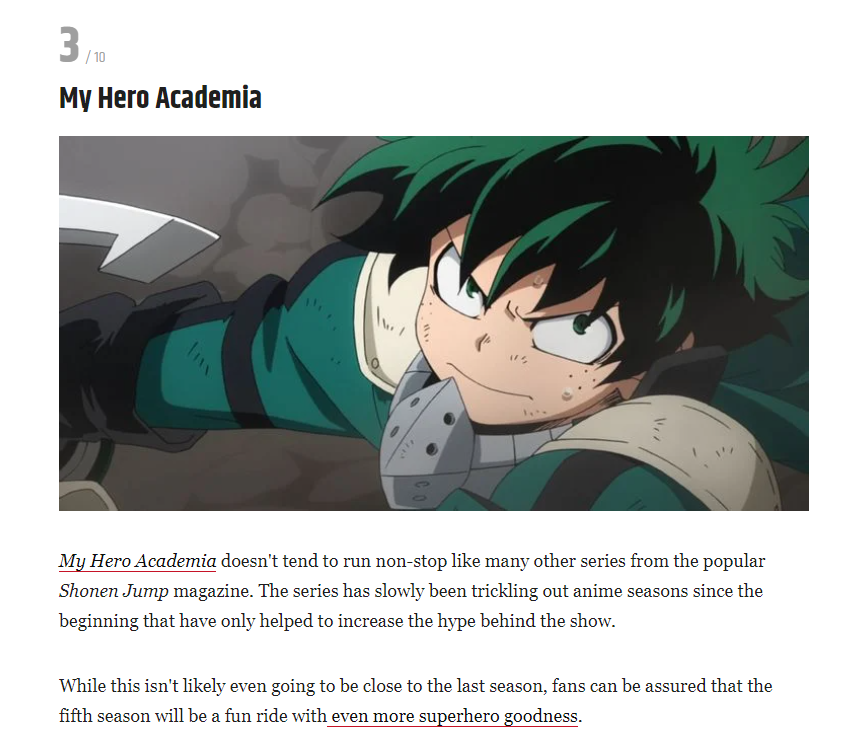 3 / 10
My Hero Academia
My Hero Academia doesn't tend to run non-stop like many other series from the popular
Shonen Jump magazine. The series has slowly been trickling out anime seasons since the
beginning that have only helped to increase the hype behind the show.
While this isn't likely even going to be close to the last season, fans can be assured that the
fifth season will be a fun ride with even more superhero goodness.